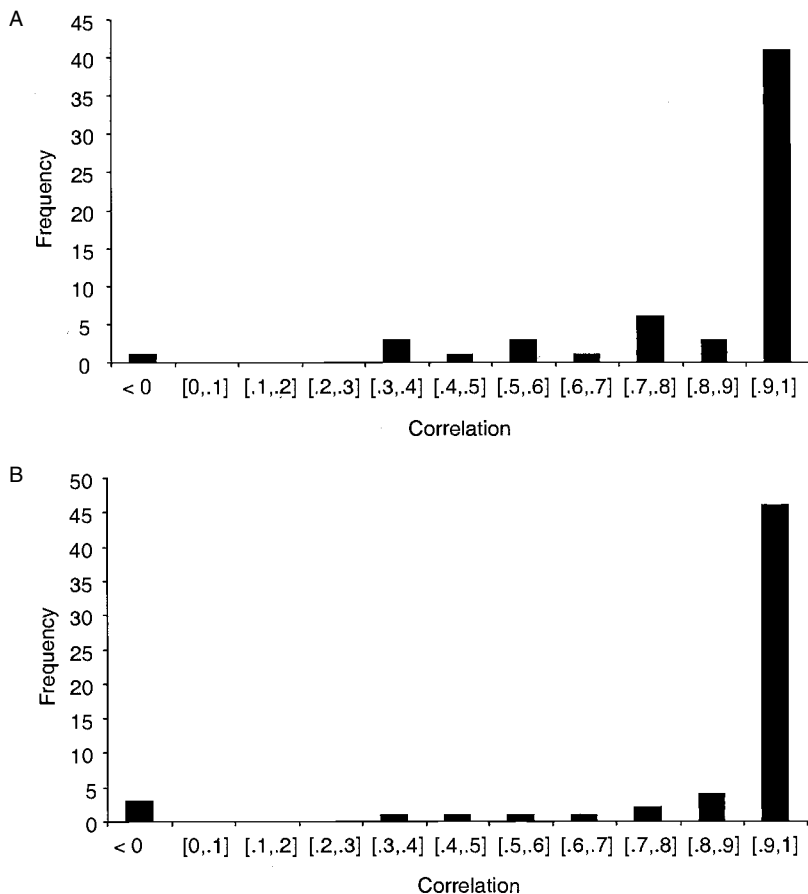 A
45
40
35
30
25
20
15
10
5
0
Frequency
< 0 [0,.1] [.1,.2] [.2,.3] [.3,.4] [.4,.5] [.5,.6] [.6,.7] [.7,.8] [.8,.9] [.9,1]
Correlation
B
50
45
40
35
30
25
20
15
10
5
0
Frequency
< 0 [0,.1] [.1,.2] [.2,.3] [.3,.4] [.4,.5] [.5,.6] [.6,.7] [.7,.8] [.8,.9] [.9,1]
Correlation